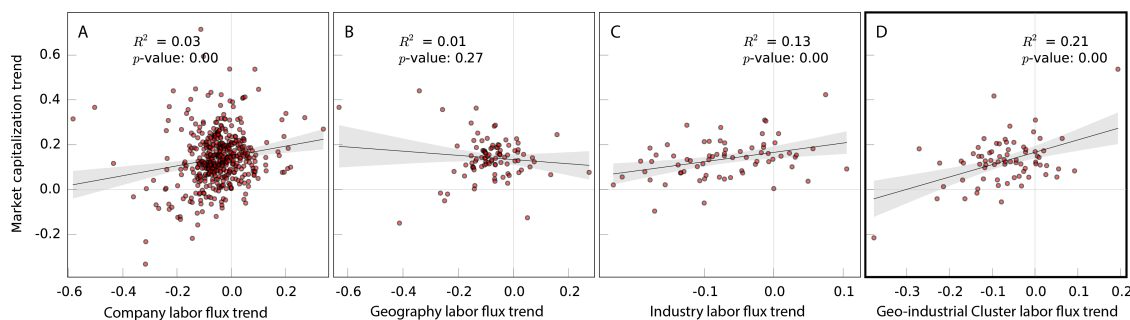 Market capitalization trend
0.6
0.4
0.2
0.0
-0.2
A
R² = 0.03
p-value: 0.00
-0.6 -0.4 -0.2 0.0 0.2
Company labor flux trend
B
R² = 0.01
p-value: 0.27
-0.6 -0.4 -0.2 0.0 0.2
Geography labor flux trend
C
R² = 0.13
p-value: 0.00
-0.1 0.0 0.1
Industry labor flux trend
D
R² = 0.21
p-value: 0.00
-0.3 -0.2 -0.1 0.0 0.1 0.2
Geo-industrial Cluster labor flux trend